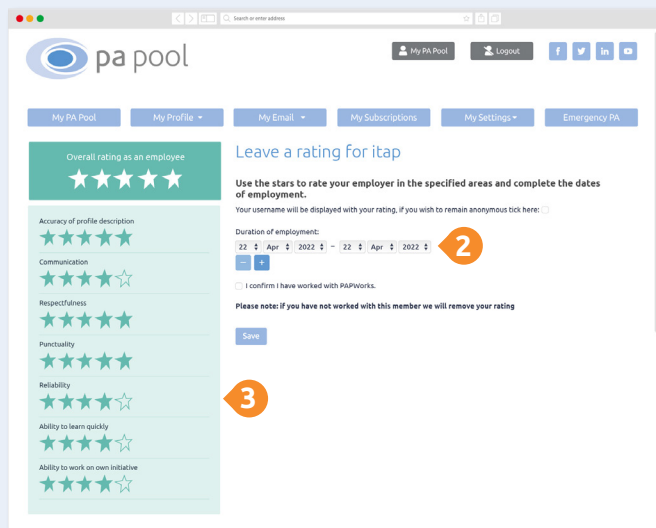 Search or enter address
pa pool
My PA Pool
Logout
My PA Pool
My Profile
My Email
My Subscriptions
My Settings
Emergency PA
Overall rating as an employee
Accuracy of profile description
Communication
Respectfulness
Punctuality
Reliability
Ability to learn quickly
Ability to work on own initiative
3
Leave a rating for itap
Use the stars to rate your employer in the specified areas and complete the dates
of employment.
Your username will be displayed with your rating, if you wish to remain anonymous tick here:
Duration of employment:
22 Apr 2022 – 22 Apr 2022
2
− +
I confirm I have worked with PAPWorks.
Please note: if you have not worked with this member we will remove your rating
Save